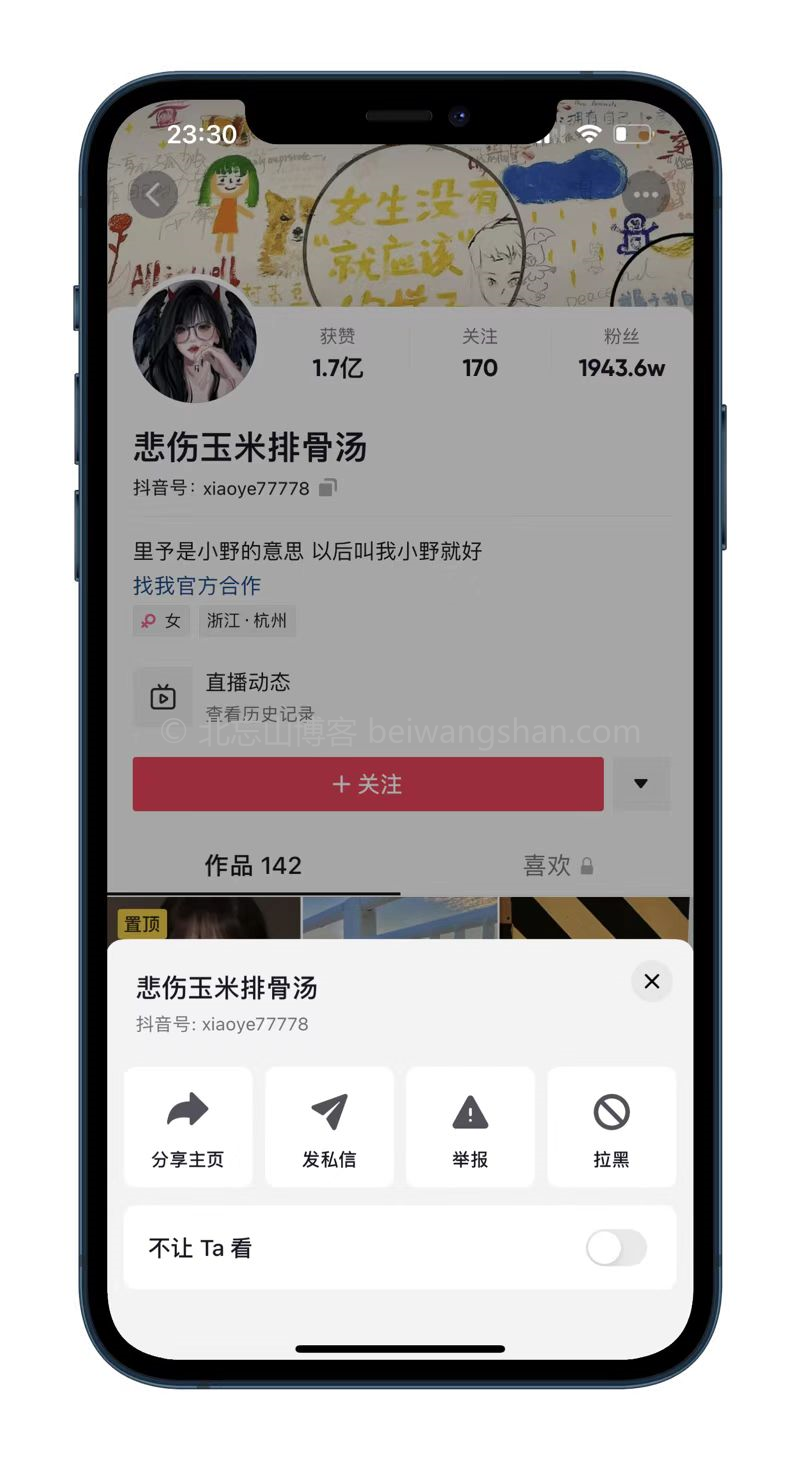 23:30
女生没有
“就应该”
All is well
peace
获赞
关注
粉丝
1.7亿
170
1943.6w
悲伤玉米排骨汤
抖音号：xiaoye77778
里予是小野的意思 以后叫我小野就好
找我官方合作
女
浙江·杭州
直播动态
查看历史记录
© 北忘山博客 beiwangshan.com
+ 关注
作品 142
喜欢
置顶
悲伤玉米排骨汤
抖音号: xiaoye77778
分享主页
发私信
举报
拉黑
不让 Ta 看